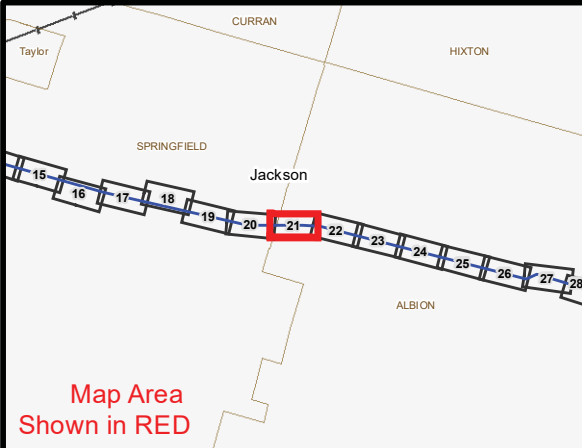 CURRAN
Taylor
HIXTON
SPRINGFIELD
Jackson
15
16
17
18
19
20
21
22
23
24
25
26
27
28
ALBION
Map Area
Shown in RED